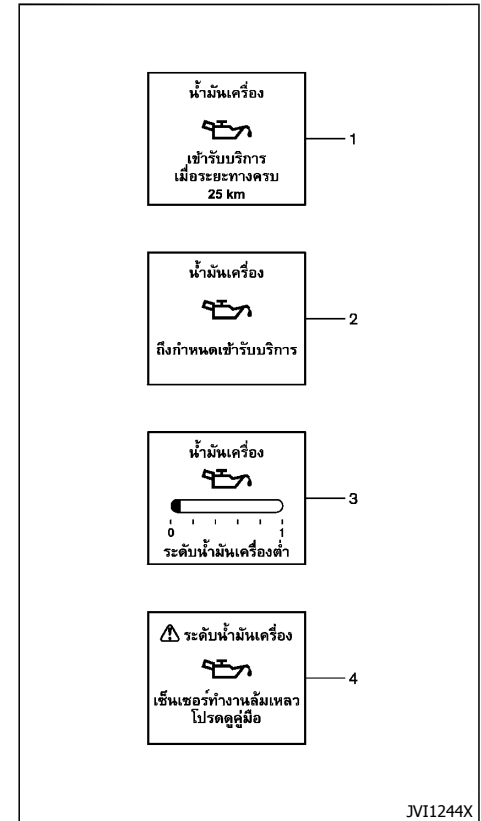 น้ำมันเครื่อง
เข้ารับบริการ
เมื่อระยะทางครบ
25 km
1
น้ำมันเครื่อง
ถึงกำหนดเข้ารับบริการ
2
น้ำมันเครื่อง
0 1
ระดับน้ำมันเครื่องต่ำ
3
ระดับน้ำมันเครื่อง
เซ็นเซอร์ทำงานล้มเหลว
โปรดดูคู่มือ
4
JVI1244X